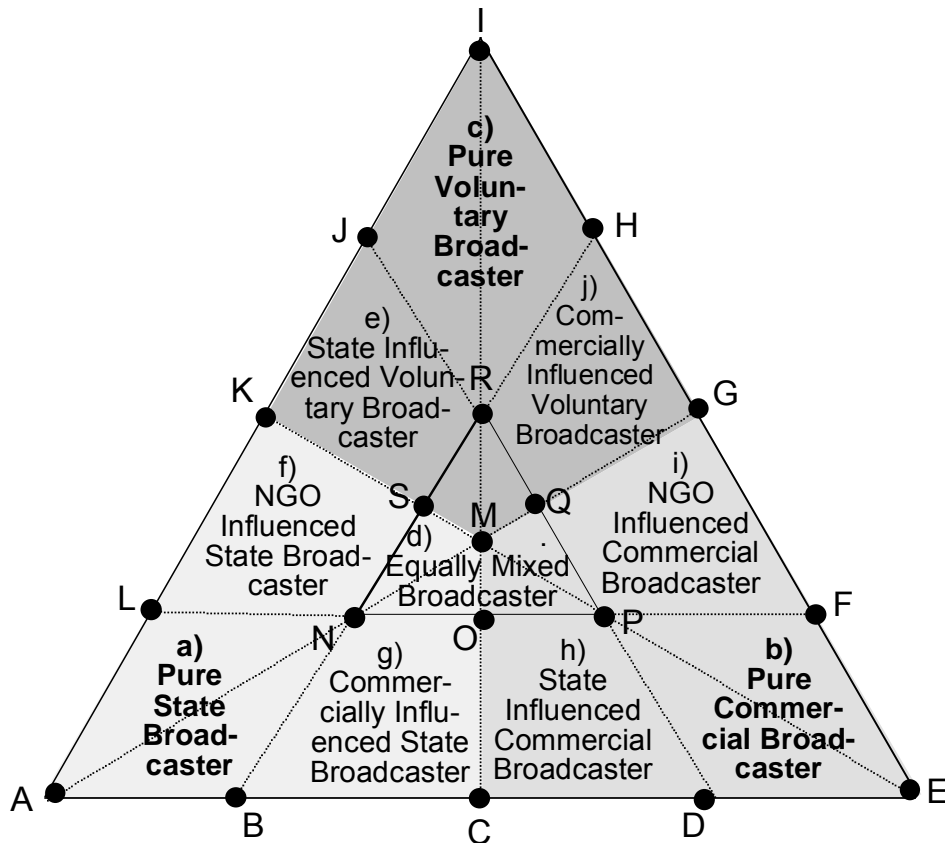 I
c)
Pure
Volun-
tary
Broad-
caster
J
H
e)
State Influ-
enced Volun-
tary Broad-
caster
j)
Com-
mercially
Influenced
Voluntary
Broadcaster
K
R
G
f)
NGO
Influenced
State Broad-
caster
S
M
Q
d)
Equally Mixed
Broadcaster
i)
NGO
Influenced
Commercial
Broadcaster
L
N
O
P
F
a)
Pure
State
Broad-
caster
g)
Commer-
cially Influ-
enced State
Broadcaster
h)
State
Influenced
Commercial
Broadcaster
b)
Pure
Commer-
cial Broad-
caster
A
B
C
D
E